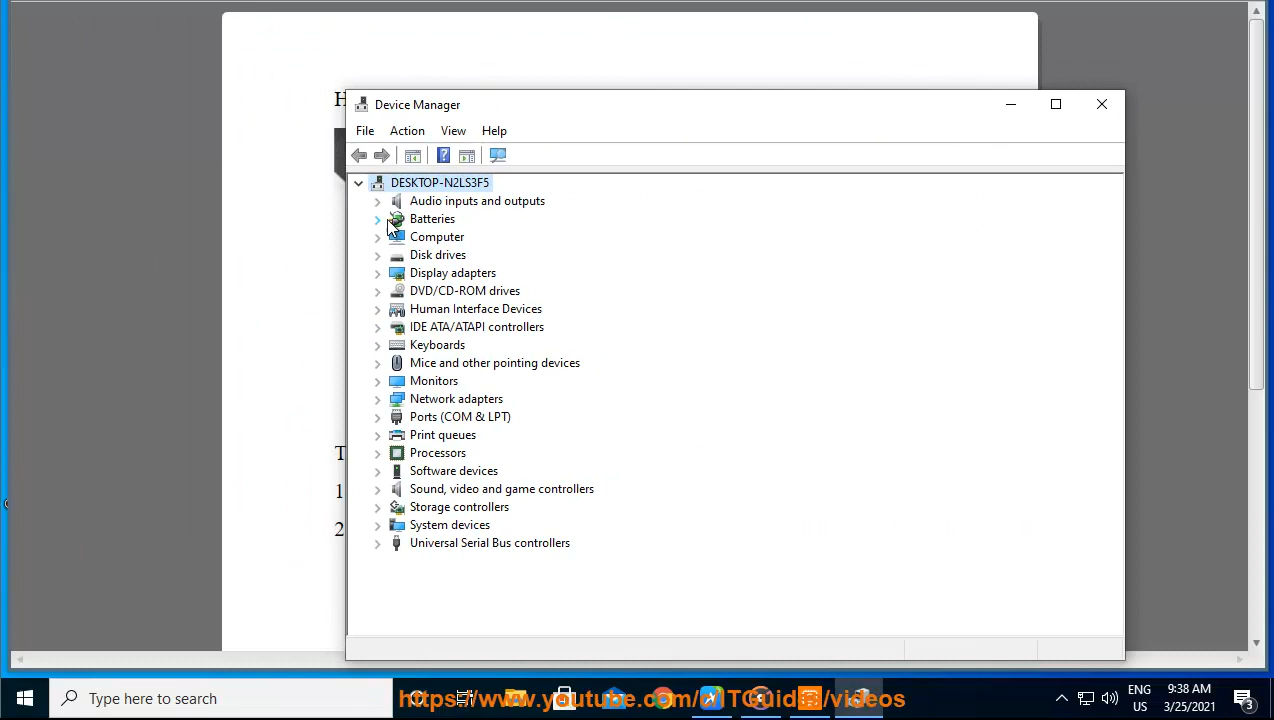 H
Device Manager
File Action View Help
DESKTOP-N2LS3F5
Audio inputs and outputs
Batteries
Computer
Disk drives
Display adapters
DVD/CD-ROM drives
Human Interface Devices
IDE ATA/ATAPI controllers
Keyboards
Mice and other pointing devices
Monitors
Network adapters
Ports (COM & LPT)
Print queues
T
Processors
Software devices
1
Sound, video and game controllers
Storage controllers
2
System devices
Universal Serial Bus controllers
Type here to search
https://www.youtube.com/c/ITGuides/videos
ENG
US
9:38 AM
3/25/2021
3